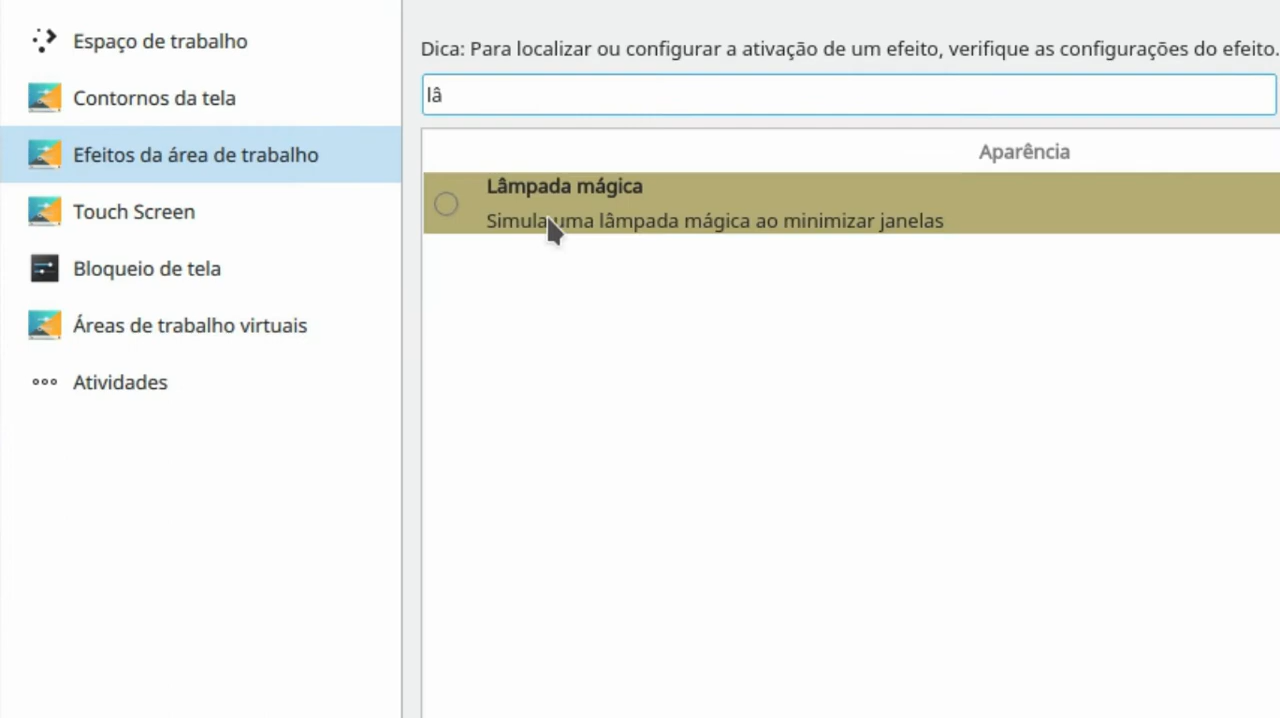 Espaço de trabalho
Contornos da tela
Efeitos da área de trabalho
Touch Screen
Bloqueio de tela
Áreas de trabalho virtuais
Atividades
Dica: Para localizar ou configurar a ativação de um efeito, verifique as configurações do efeito.
lâ
Aparência
Lâmpada mágica
Simula uma lâmpada mágica ao minimizar janelas